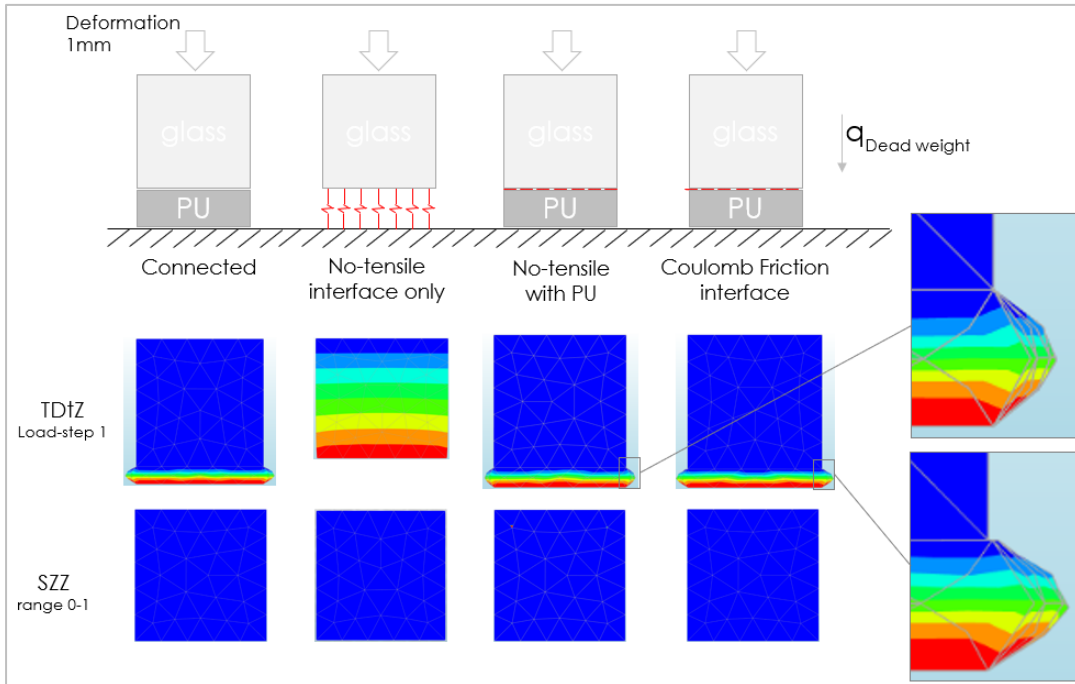 Deformation
1mm
glass
glass
glass
glass
qDead weight
PU
PU
PU
Connected
No-tensile
interface only
No-tensile
with PU
Coulomb Friction
interface
TDtZ
Load-step 1
SZZ
range 0-1